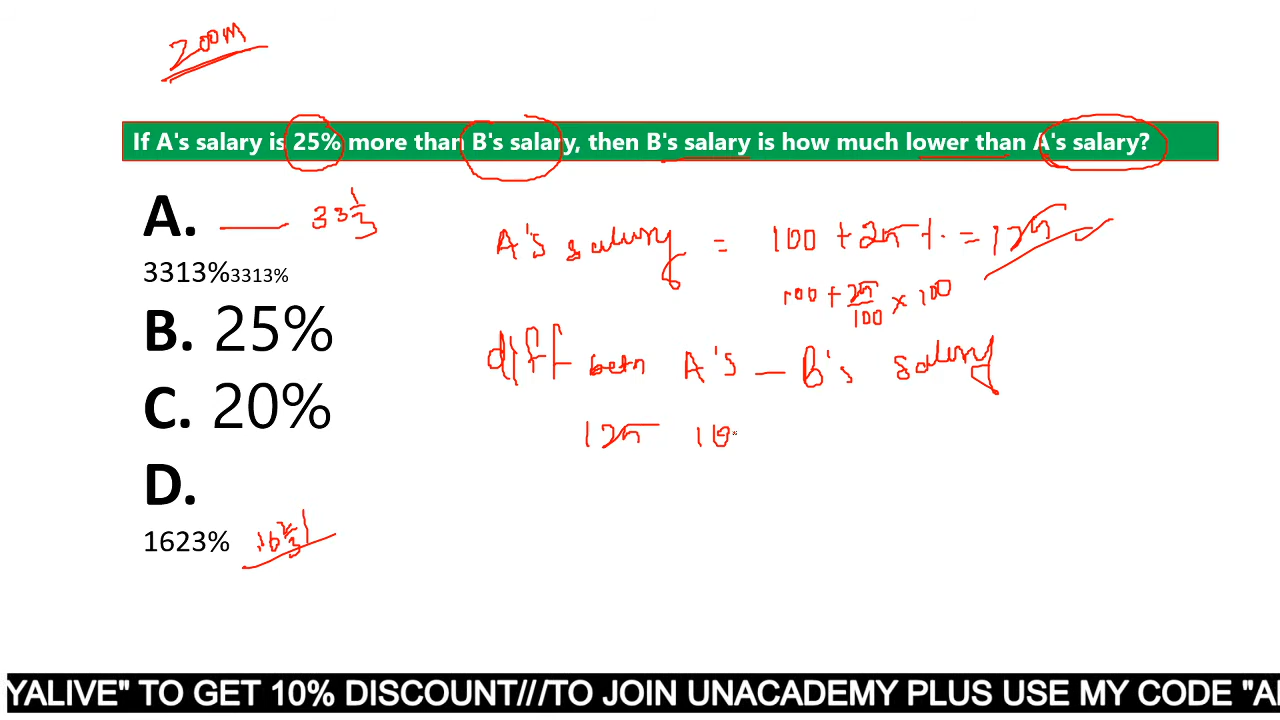 Zoom
If A's salary is 25% more than B's salary, then B's salary is how much lower than A's salary?
A. 33 1/3
3313%3313%
B. 25%
C. 20%
D.
1623% 16 2/3
A's salary = 100 + 25 % = 125
100 + 25/100 × 100
diff betn A's — B's salary
125 10
YALIVE" TO GET 10% DISCOUNT///TO JOIN UNACADEMY PLUS USE MY CODE "AI